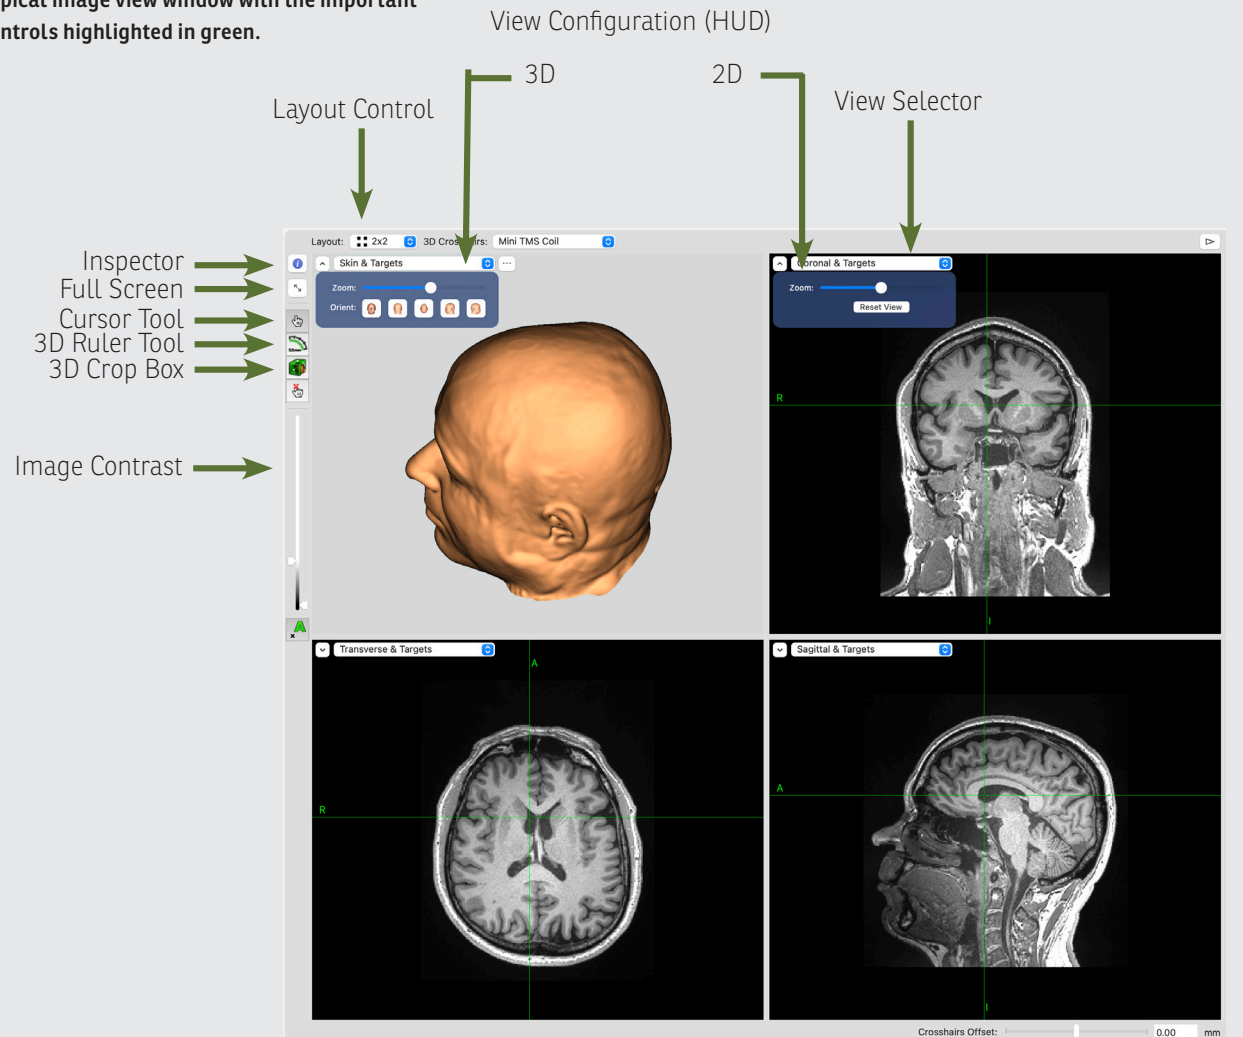 pical image view window with the important
ntrols highlighted in green.
View Configuration (HUD)
3D
2D
Layout Control
View Selector
Layout: 2x2 3D Cros irs: Mini TMS Coil
Inspector
Full Screen
Cursor Tool
3D Ruler Tool
3D Crop Box
Image Contrast
Skin & Targets
Zoom:
Orient:
oronal & Targets
Zoom:
Reset View
R
I
Transverse & Targets
A
R
Sagittal & Targets
A
I
Crosshairs Offset: 0.00 mm